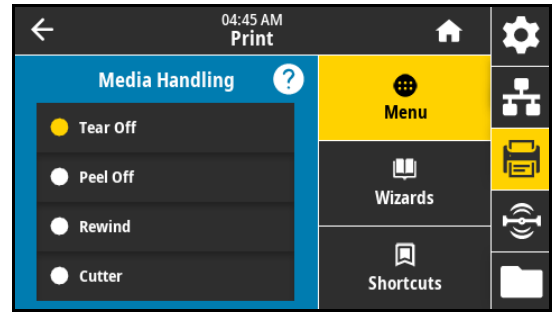 04:45 AM
Print
Media Handling ?
Tear Off
Peel Off
Rewind
Cutter
Menu
Wizards
Shortcuts